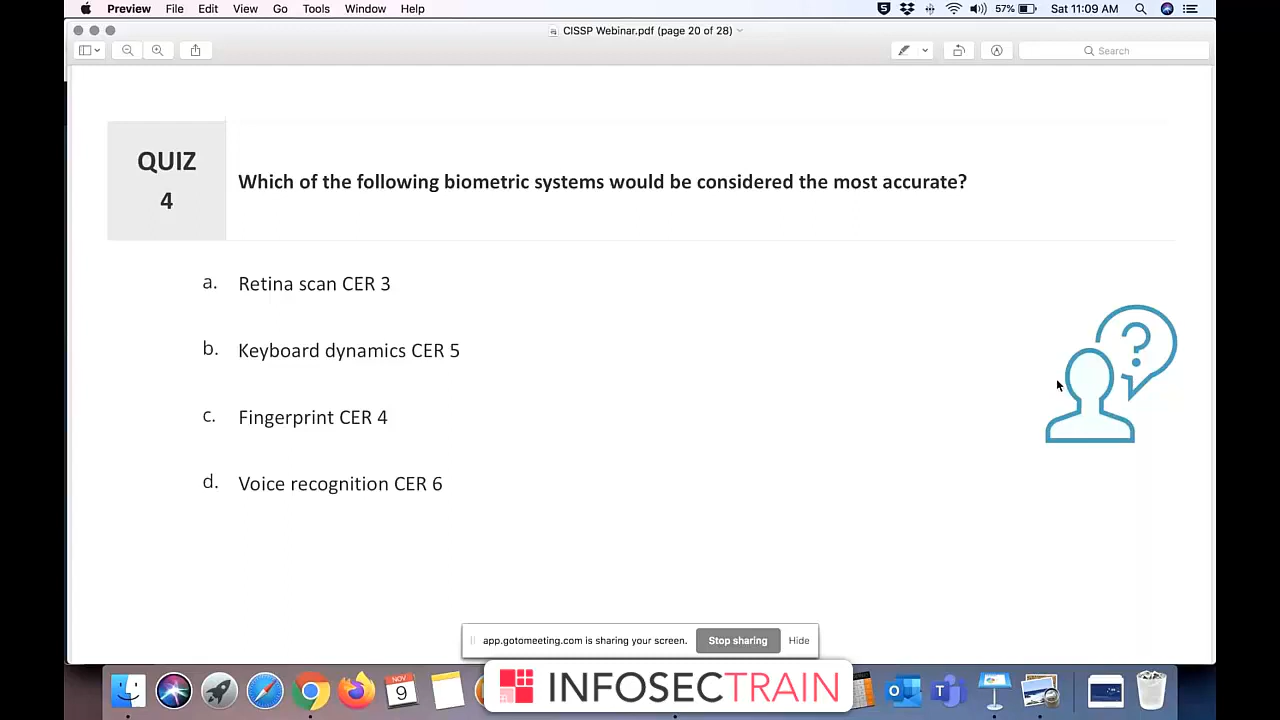 Preview File Edit View Go Tools Window Help 57% Sat 11:09 AM
CISSP Webinar.pdf (page 20 of 28)
Search
QUIZ
4
Which of the following biometric systems would be considered the most accurate?
a. Retina scan CER 3
b. Keyboard dynamics CER 5
c. Fingerprint CER 4
d. Voice recognition CER 6
?
app.gotomeeting.com is sharing your screen. Stop sharing Hide
NOV
9
INFOSECTRAIN